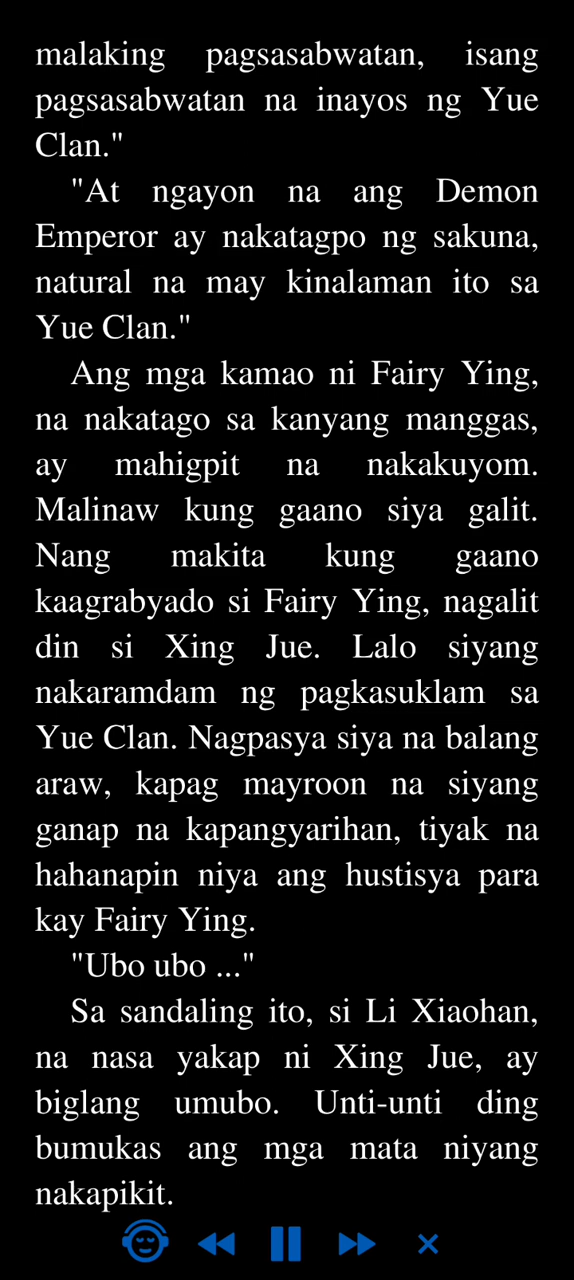 malaking pagsasabwatan, isang
pagsasabwatan na inayos ng Yue
Clan."
"At ngayon na ang Demon
Emperor ay nakatagpo ng sakuna,
natural na may kinalaman ito sa
Yue Clan."
Ang mga kamao ni Fairy Ying,
na nakatago sa kanyang manggas,
ay mahigpit na nakakuyom.
Malinaw kung gaano siya galit.
Nang makita kung gaano
kaagrabyado si Fairy Ying, nagalit
din si Xing Jue. Lalo siyang
nakaramdam ng pagkasuklam sa
Yue Clan. Nagpasya siya na balang
araw, kapag mayroon na siyang
ganap na kapangyarihan, tiyak na
hahanapin niya ang hustisya para
kay Fairy Ying.
"Ubo ubo ..."
Sa sandaling ito, si Li Xiaohan,
na nasa yakap ni Xing Jue, ay
biglang umubo. Unti-unti ding
bumukas ang mga mata niyang
nakapikit.